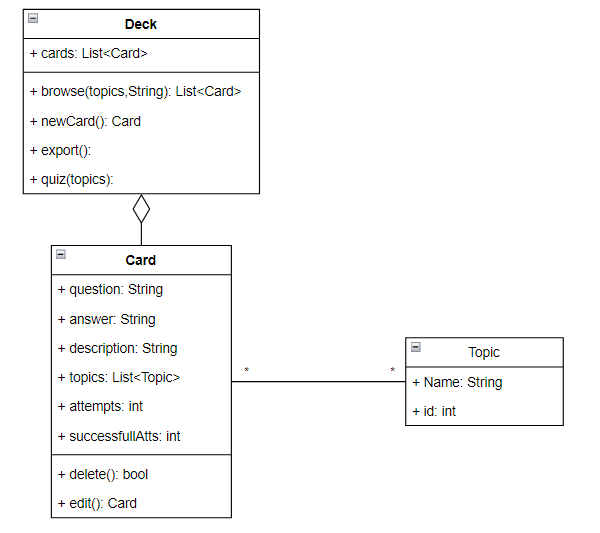 Deck
+ cards: List<Card>
+ browse(topics,String): List<Card>
+ newCard(): Card
+ export():
+ quiz(topics):
Card
+ question: String
+ answer: String
+ description: String
+ topics: List<Topic>
+ attempts: int
+ successfullAtts: int
+ delete(): bool
+ edit(): Card
* *
Topic
+ Name: String
+ id: int